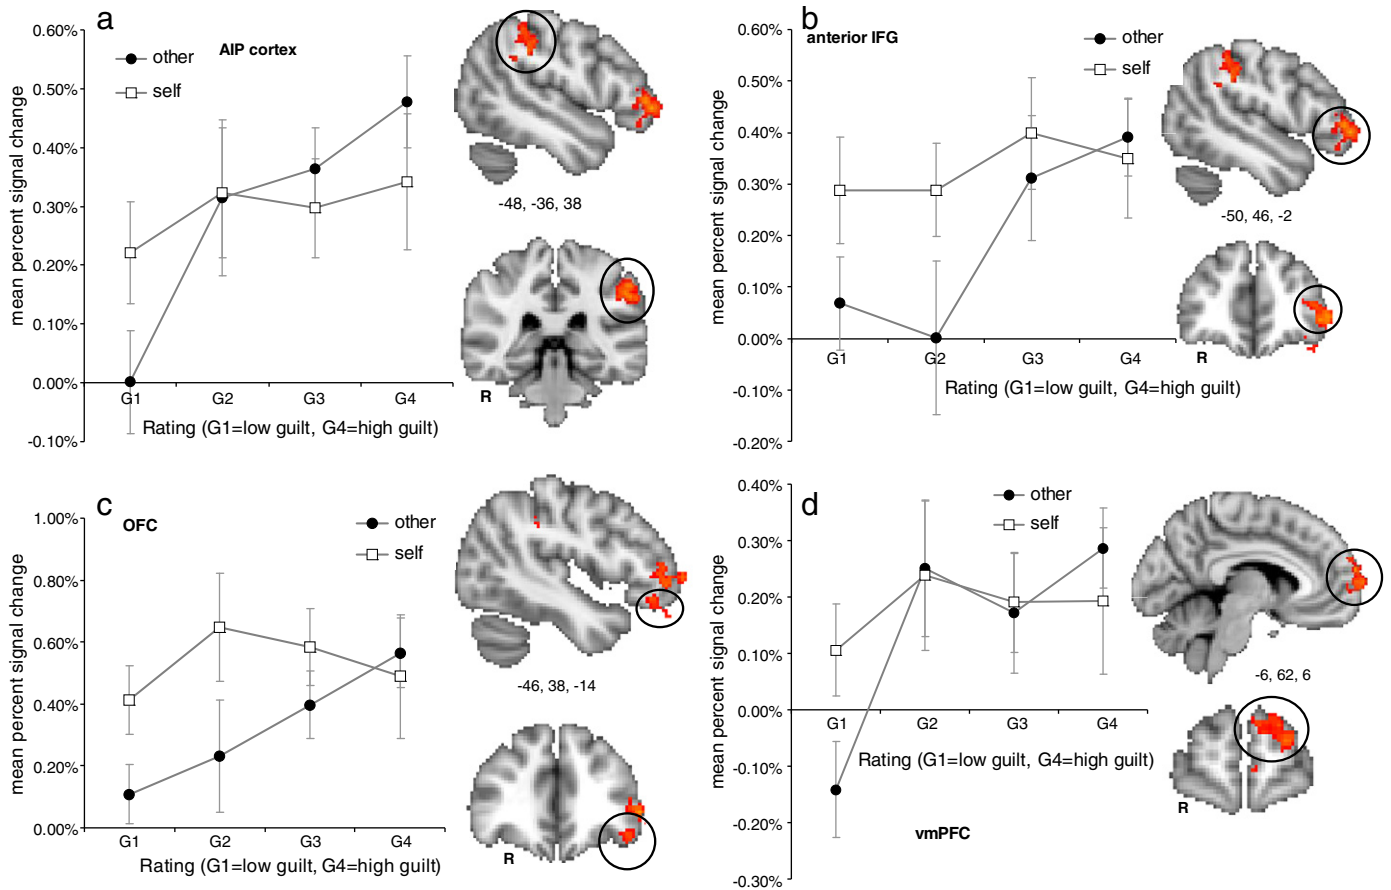 a
AIP cortex
other
self
0.60%
0.50%
0.40%
0.30%
0.20%
0.10%
0.00%
-0.10%
mean percent signal change
G1 G2 G3 G4
Rating (G1=low guilt, G4=high guilt)
-48, -36, 38
R
b
anterior IFG
other
self
0.60%
0.50%
0.40%
0.30%
0.20%
0.10%
0.00%
-0.10%
-0.20%
mean percent signal change
G1 G2 G3 G4
Rating (G1=low guilt, G4=high guilt)
-50, 46, -2
R
c
OFC
other
self
1.00%
0.80%
0.60%
0.40%
0.20%
0.00%
mean percent signal change
G1 G2 G3 G4
Rating (G1=low guilt, G4=high guilt)
-46, 38, -14
R
d
other
self
0.40%
0.30%
0.20%
0.10%
0.00%
-0.10%
-0.20%
-0.30%
mean percent signal change
G1 G2 G3 G4
Rating (G1=low guilt, G4=high guilt)
vmPFC
-6, 62, 6
R